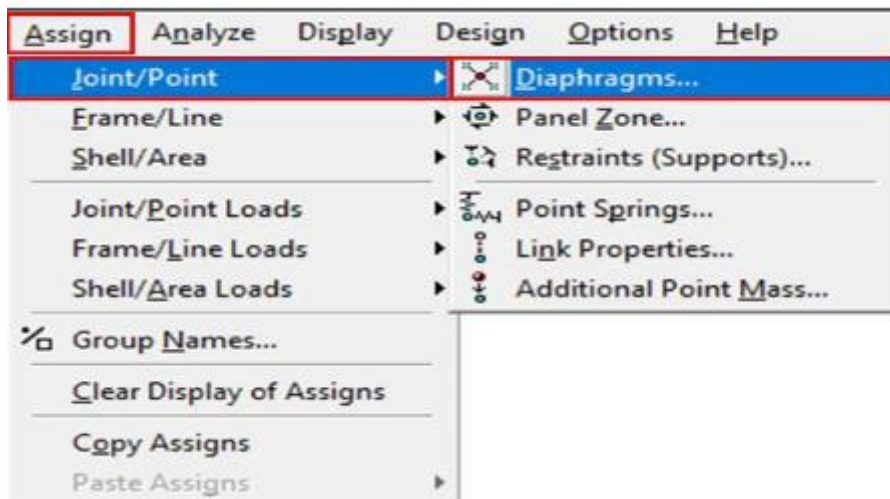 Assign Analyze Display Design Options Help
Joint/Point
Frame/Line
Shell/Area
Joint/Point Loads
Frame/Line Loads
Shell/Area Loads
Group Names...
Clear Display of Assigns
Copy Assigns
Paste Assigns
Diaphragms...
Panel Zone...
Restraints (Supports)...
Point Springs...
Link Properties...
Additional Point Mass...